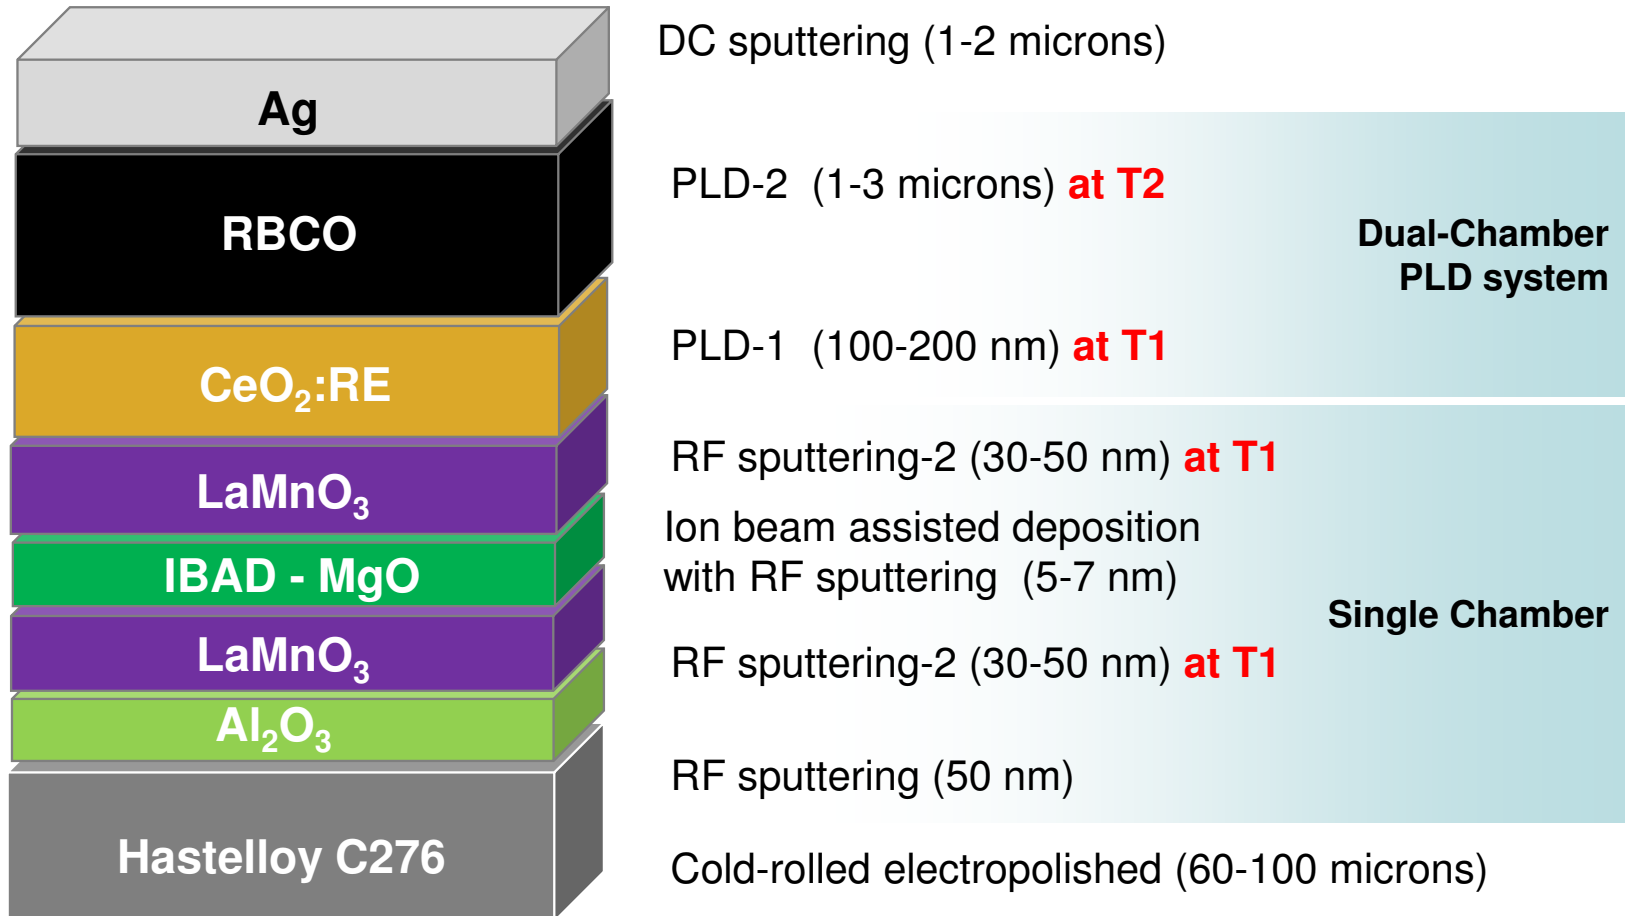 DC sputtering (1-2 microns)
Ag
PLD-2  (1-3 microns) at T2
RBCO
Dual-Chamber
PLD system
PLD-1  (100-200 nm) at T1
CeO₂:RE
RF sputtering-2 (30-50 nm) at T1
LaMnO₃
Ion beam assisted deposition
with RF sputtering  (5-7 nm)
IBAD - MgO
Single Chamber
LaMnO₃
RF sputtering-2 (30-50 nm) at T1
Al₂O₃
RF sputtering (50 nm)
Hastelloy C276
Cold-rolled electropolished (60-100 microns)